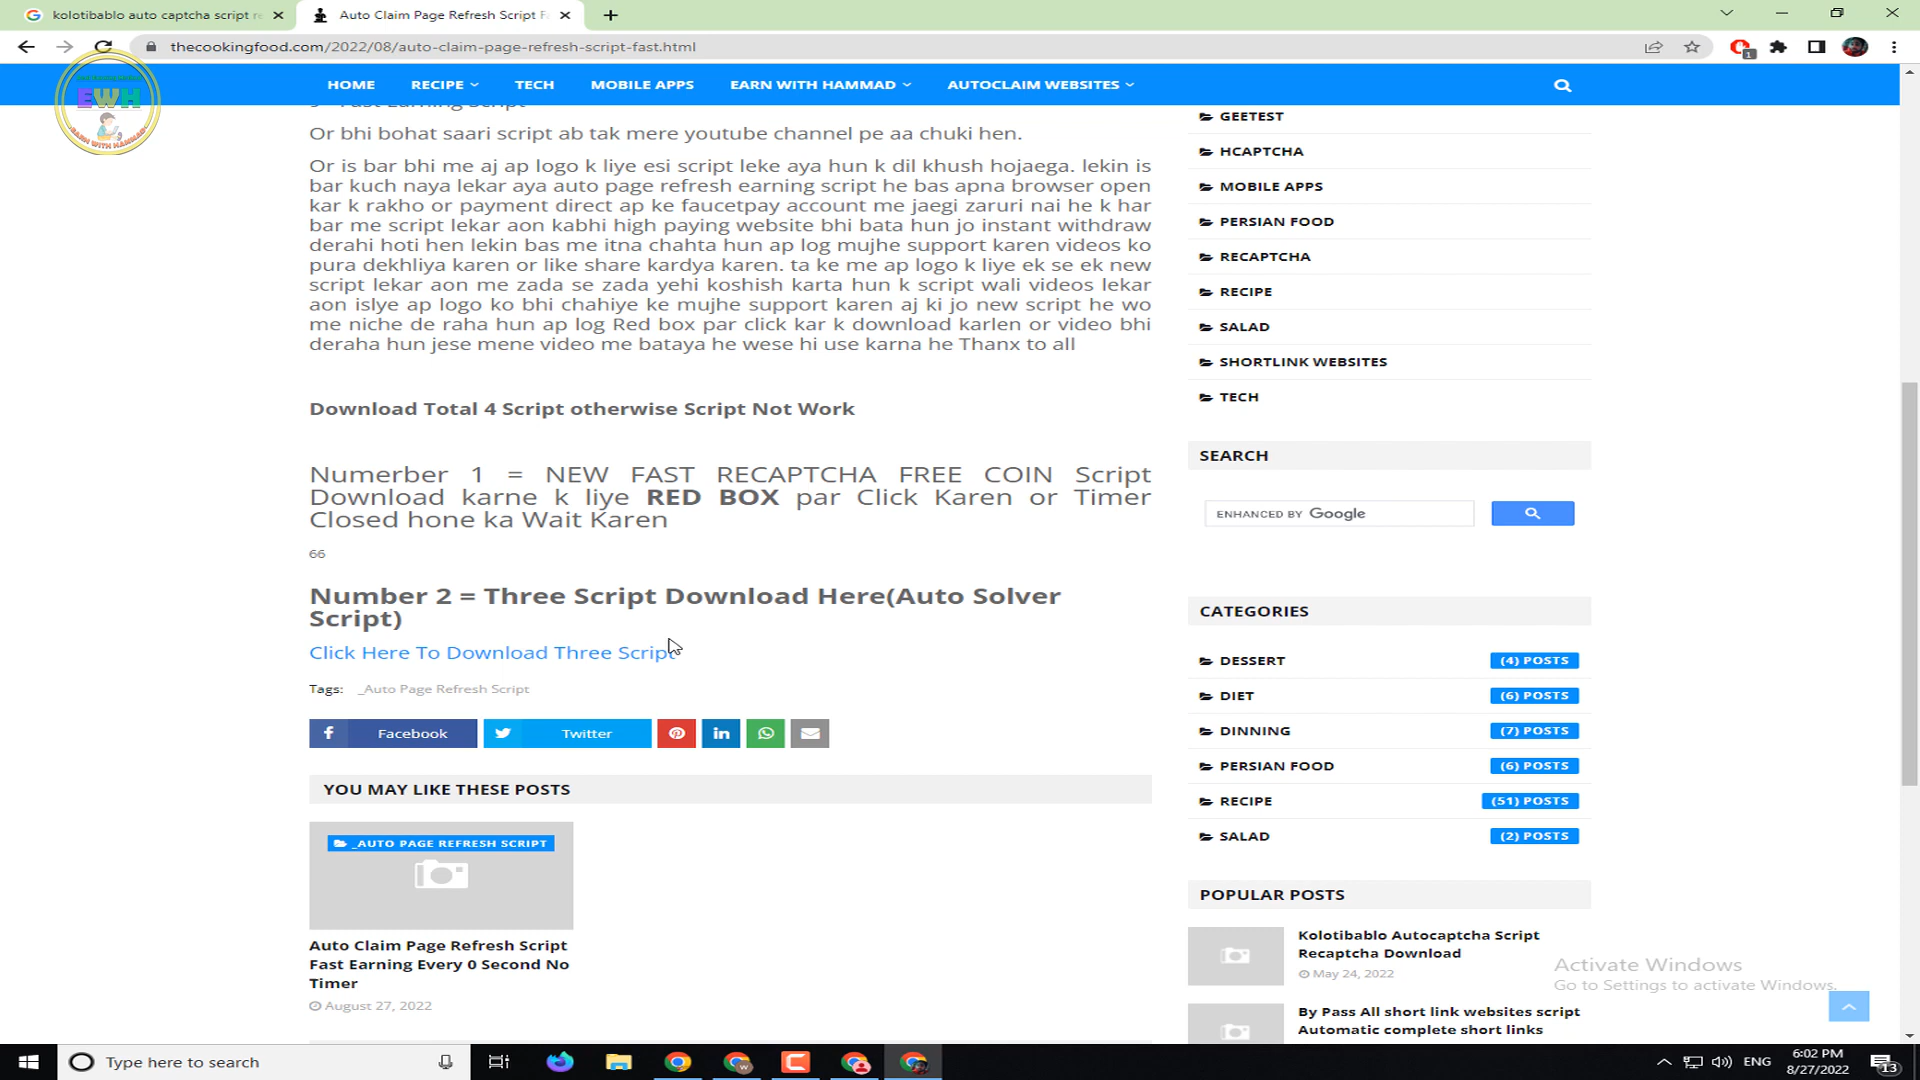 kolotibablo auto captcha script re
Auto Claim Page Refresh Script Fa
thecookingfood.com/2022/08/auto-claim-page-refresh-script-fast.html
1
EWH
HOME
RECIPE
TECH
MOBILE APPS
EARN WITH HAMMAD
AUTOCLAIM WEBSITES
Or bhi bohat saari script ab tak mere youtube channel pe aa chuki hen.
Or is bar bhi me aj ap logo k liye esi script leke aya hun k dil khush hojaega. lekin is
bar kuch naya lekar aya auto page refresh earning script he bas apna browser open
kar k rakho or payment direct ap ke faucetpay account me jaegi zaruri nai he k har
bar me script lekar aon kabhi high paying website bhi bata hun jo instant withdraw
derahi hoti hen lekin bas me itna chahta hun ap log mujhe support karen videos ko
pura dekhliya karen or like share kardya karen. ta ke me ap logo k liye ek se ek new
script lekar aon me zada se zada yehi koshish karta hun k script wali videos lekar
aon islye ap logo ko bhi chahiye ke mujhe support karen aj ki jo new script he wo
me niche de raha hun ap log Red box par click kar k download karlen or video bhi
deraha hun jese mene video me bataya he wese hi use karna he Thanx to all
Download Total 4 Script otherwise Script Not Work
Numerber 1 = NEW FAST RECAPTCHA FREE COIN Script
Download karne k liye RED BOX par Click Karen or Timer
Closed hone ka Wait Karen
66
Number 2 = Three Script Download Here(Auto Solver
Script)
Click Here To Download Three Script
Tags: _Auto Page Refresh Script
Facebook
Twitter
YOU MAY LIKE THESE POSTS
_AUTO PAGE REFRESH SCRIPT
Auto Claim Page Refresh Script
Fast Earning Every 0 Second No
Timer
August 27, 2022
GEETEST
HCAPTCHA
MOBILE APPS
PERSIAN FOOD
RECAPTCHA
RECIPE
SALAD
SHORTLINK WEBSITES
TECH
SEARCH
ENHANCED BY Google
CATEGORIES
DESSERT (4) POSTS
DIET (6) POSTS
DINNING (7) POSTS
PERSIAN FOOD (6) POSTS
RECIPE (51) POSTS
SALAD (2) POSTS
POPULAR POSTS
Kolotibablo Autocaptcha Script
Recaptcha Download
May 24, 2022
By Pass All short link websites script
Automatic complete short links
Activate Windows
Go to Settings to activate Windows.
Type here to search
ENG
6:02 PM
8/27/2022
13